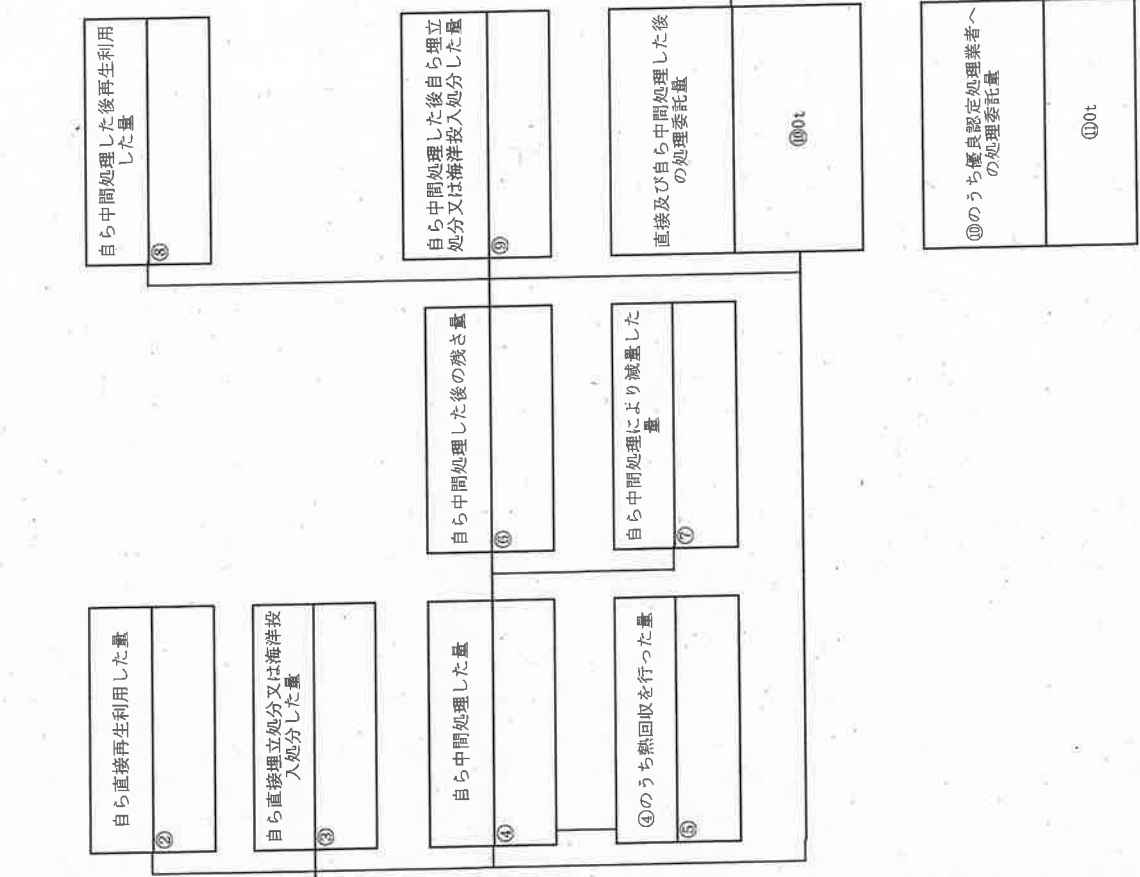 自ら直接再生利用した量
②
自ら直接埋立処分又は海洋投
入処分した量
③
自ら中間処理した量
④
④のうち熱回収を行った量
⑤
自ら中間処理した後の残さ量
⑥
自ら中間処理により減量した
量
⑦
自ら中間処理した後再生利用
した量
⑧
自ら中間処理した後自ら埋立
処分又は海洋投入処分した量
⑨
直接及び自ら中間処理した後
の処理委託量
⑩0t
⑩のうち優良認定処理業者へ
の処理委託量
⑪0t